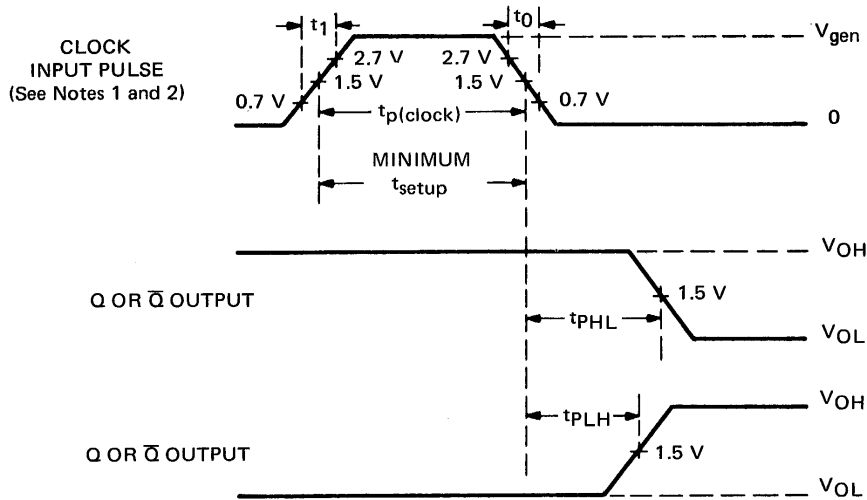 t1
t0
Vgen
CLOCK
INPUT PULSE
(See Notes 1 and 2)
2.7 V
2.7 V
1.5 V
1.5 V
0.7 V
0.7 V
tp(clock)
0
MINIMUM
tsetup
VOH
Q OR Q̅ OUTPUT
1.5 V
tPHL
VOL
VOH
tPLH
Q OR Q̅ OUTPUT
1.5 V
VOL